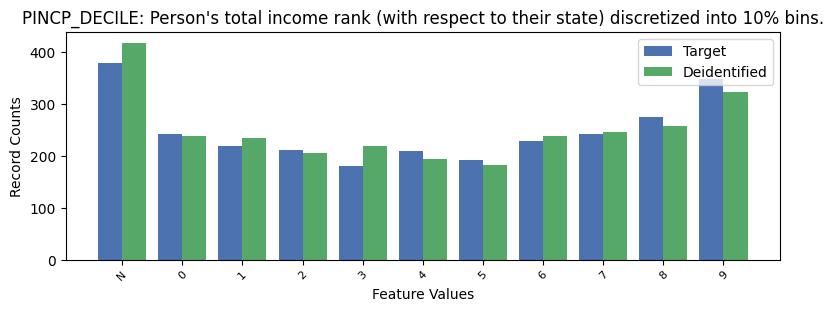 PINCP_DECILE: Person's total income rank (with respect to their state) discretized into 10% bins.
Target
Deidentified
Record Counts
400
300
200
100
0
N 0 1 2 3 4 5 6 7 8 9
Feature Values